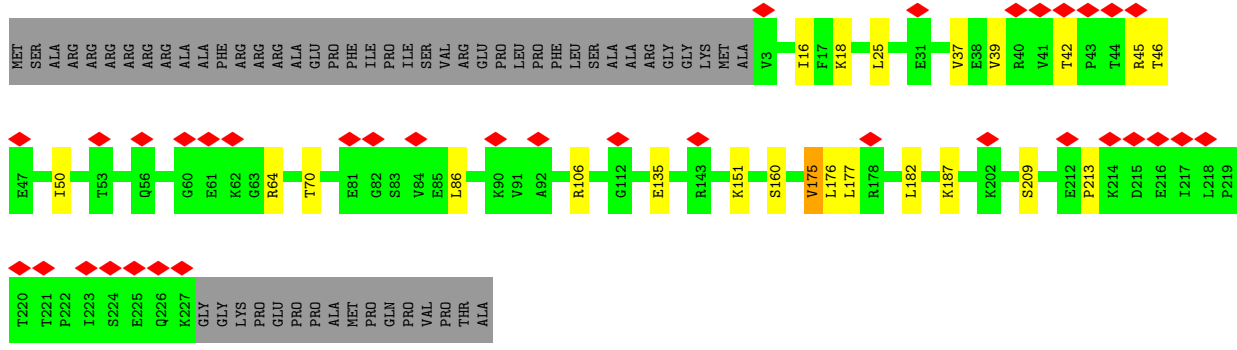 MET SER ALA ARG ARG ARG ARG ARG ALA ALA PHE ARG ARG ARG ALA GLU PRO PHE ILE PRO ILE SER VAL ARG GLU PRO LEU PRO PHE LEU SER ALA ALA ARG GLY GLY LYS MET ALA V3 I16 F17 K18 L25 E31 V37 E38 V39 R40 V41 T42 P43 T44 R45 T46
E47 I50 T53 Q56 G60 E61 K62 G63 R64 T70 E81 G82 S83 V84 E85 L86 K90 V91 A92 R106 G112 E135 R143 K151 S160 V175 L176 L177 R178 L182 K187 K202 S209 E212 P213 K214 D215 E216 I217 L218 P219
T220 T221 P222 I223 S224 E225 Q226 K227 GLY GLY LYS PRO GLU PRO PRO ALA MET PRO GLN PRO VAL PRO THR ALA